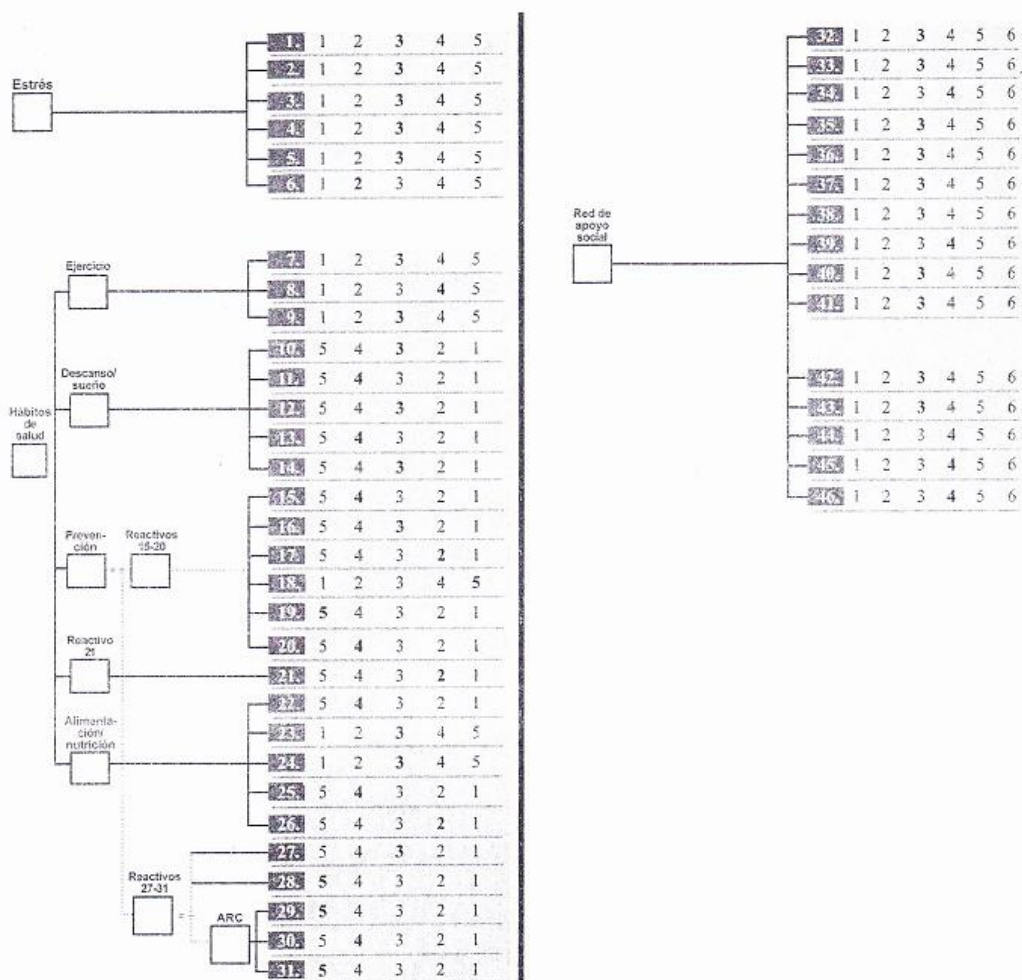 Estrés
1. 1 2 3 4 5
2. 1 2 3 4 5
3. 1 2 3 4 5
4. 1 2 3 4 5
5. 1 2 3 4 5
6. 1 2 3 4 5
Hábitos
de
salud
Ejercicio
7. 1 2 3 4 5
8. 1 2 3 4 5
9. 1 2 3 4 5
Descanso/
sueño
10. 5 4 3 2 1
11. 5 4 3 2 1
12. 5 4 3 2 1
13. 5 4 3 2 1
14. 5 4 3 2 1
Preven-
ción
Reactivos
15-20
15. 5 4 3 2 1
16. 5 4 3 2 1
17. 5 4 3 2 1
18. 1 2 3 4 5
19. 5 4 3 2 1
20. 5 4 3 2 1
Reactivo
21
21. 5 4 3 2 1
Alimenta-
ción/
nutrición
22. 5 4 3 2 1
23. 1 2 3 4 5
24. 1 2 3 4 5
25. 5 4 3 2 1
26. 5 4 3 2 1
Reactivos
27-31
27. 5 4 3 2 1
28. 5 4 3 2 1
ARC
29. 5 4 3 2 1
30. 5 4 3 2 1
31. 5 4 3 2 1
Red de
apoyo
social
32. 1 2 3 4 5 6
33. 1 2 3 4 5 6
34. 1 2 3 4 5 6
35. 1 2 3 4 5 6
36. 1 2 3 4 5 6
37. 1 2 3 4 5 6
38. 1 2 3 4 5 6
39. 1 2 3 4 5 6
40. 1 2 3 4 5 6
41. 1 2 3 4 5 6
42. 1 2 3 4 5 6
43. 1 2 3 4 5 6
44. 1 2 3 4 5 6
45. 1 2 3 4 5 6
46. 1 2 3 4 5 6